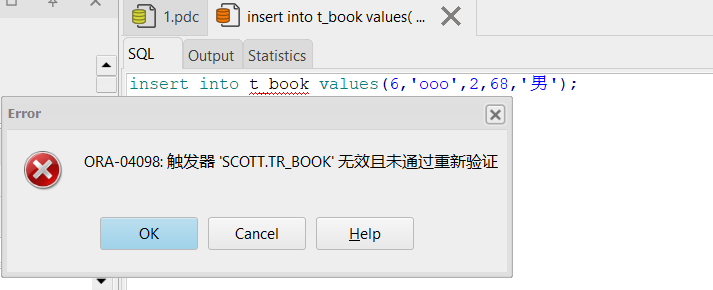 1.pdc
insert into t_book values( ...
SQL
Output
Statistics
insert into t_book values(6,'ooo',2,68,'男');
Error
ORA-04098: 触发器 'SCOTT.TR_BOOK' 无效且未通过重新验证
OK
Cancel
Help